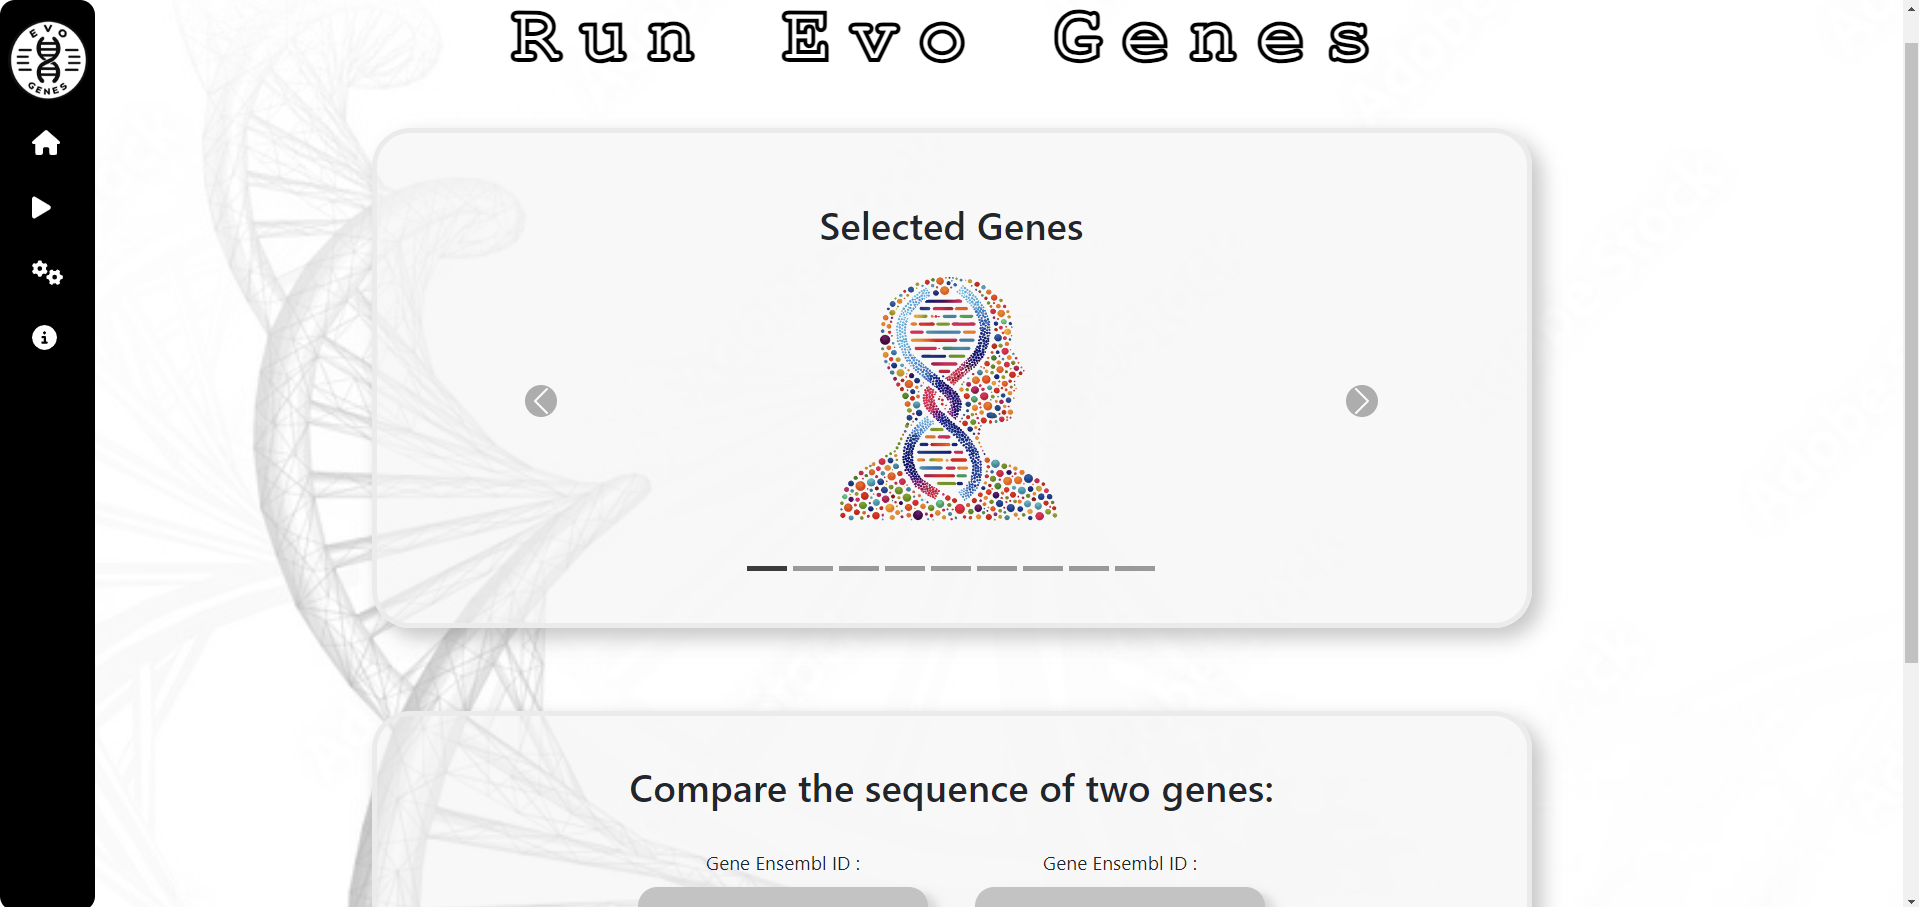 EVO
GENES
Run Evo Genes
Selected Genes
Compare the sequence of two genes:
Gene Ensembl ID :
Gene Ensembl ID :